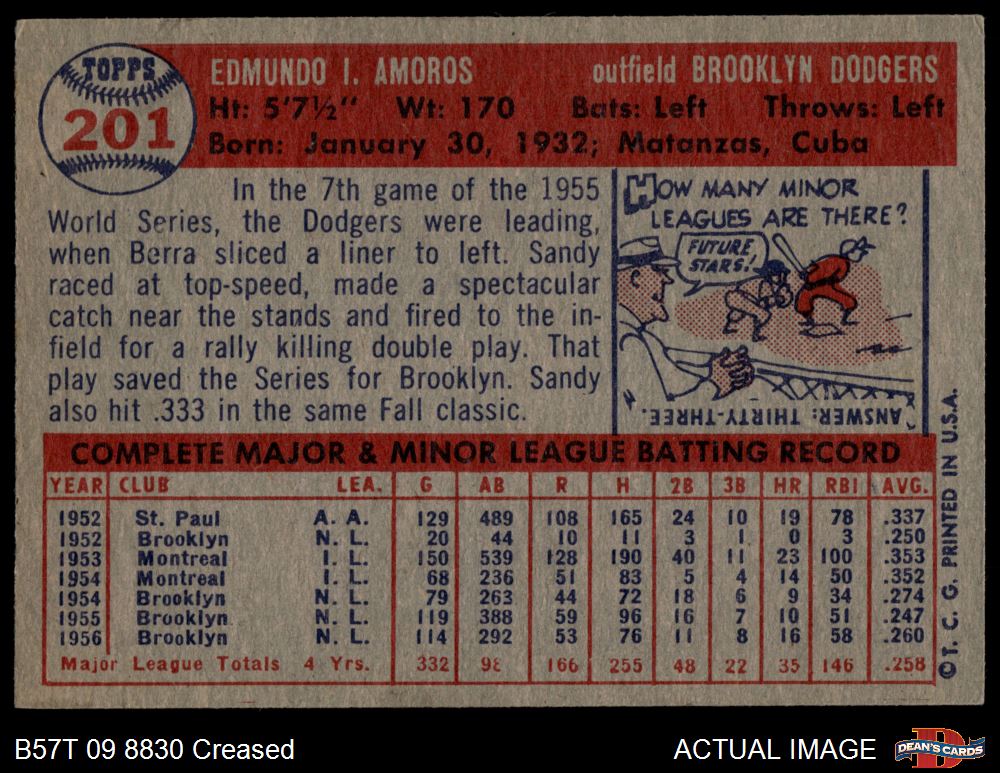 TOPPS
201
EDMUNDO I. AMOROS outfield BROOKLYN DODGERS
Ht: 5'7½" Wt: 170 Bats: Left Throws: Left
Born: January 30, 1932; Matanzas, Cuba
In the 7th game of the 1955
World Series, the Dodgers were leading,
when Berra sliced a liner to left. Sandy
raced at top-speed, made a spectacular
catch near the stands and fired to the in-
field for a rally killing double play. That
play saved the Series for Brooklyn. Sandy
also hit .333 in the same Fall classic.
HOW MANY MINOR
LEAGUES ARE THERE?
FUTURE
STARS!
ANSWER: THIRTY-THREE.
COMPLETE MAJOR & MINOR LEAGUE BATTING RECORD
YEAR CLUB LEA. G AB R H 2B 3B HR RBI AVG.
1952 St. Paul A. A. 129 489 108 165 24 10 19 78 .337
1952 Brooklyn N. L. 20 44 10 11 3 1 0 3 .250
1953 Montreal I. L. 150 539 128 190 40 11 23 100 .353
1954 Montreal I. L. 68 236 51 83 5 4 14 50 .352
1954 Brooklyn N. L. 79 263 44 72 18 6 9 34 .274
1955 Brooklyn N. L. 119 388 59 96 16 7 10 51 .247
1956 Brooklyn N. L. 114 292 53 76 11 8 16 58 .260
Major League Totals 4 Yrs. 332 166 255 48 22 35 146 .258
©T. C. G. PRINTED IN U.S.A.
B57T 09 8830 Creased
ACTUAL IMAGE
DEAN'S CARDS